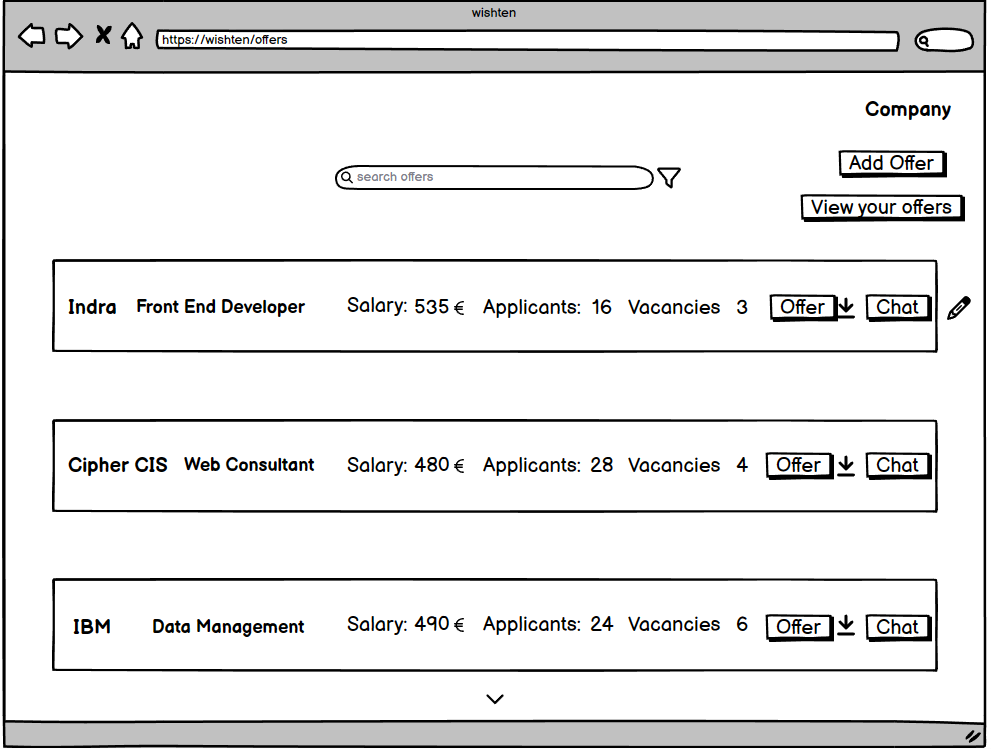 wishten
https://wishten/offers
Company
Add Offer
search offers
View your offers
Indra Front End Developer Salary: 535 € Applicants: 16 Vacancies 3 Offer Chat
Cipher CIS Web Consultant Salary: 480 € Applicants: 28 Vacancies 4 Offer Chat
IBM Data Management Salary: 490 € Applicants: 24 Vacancies 6 Offer Chat